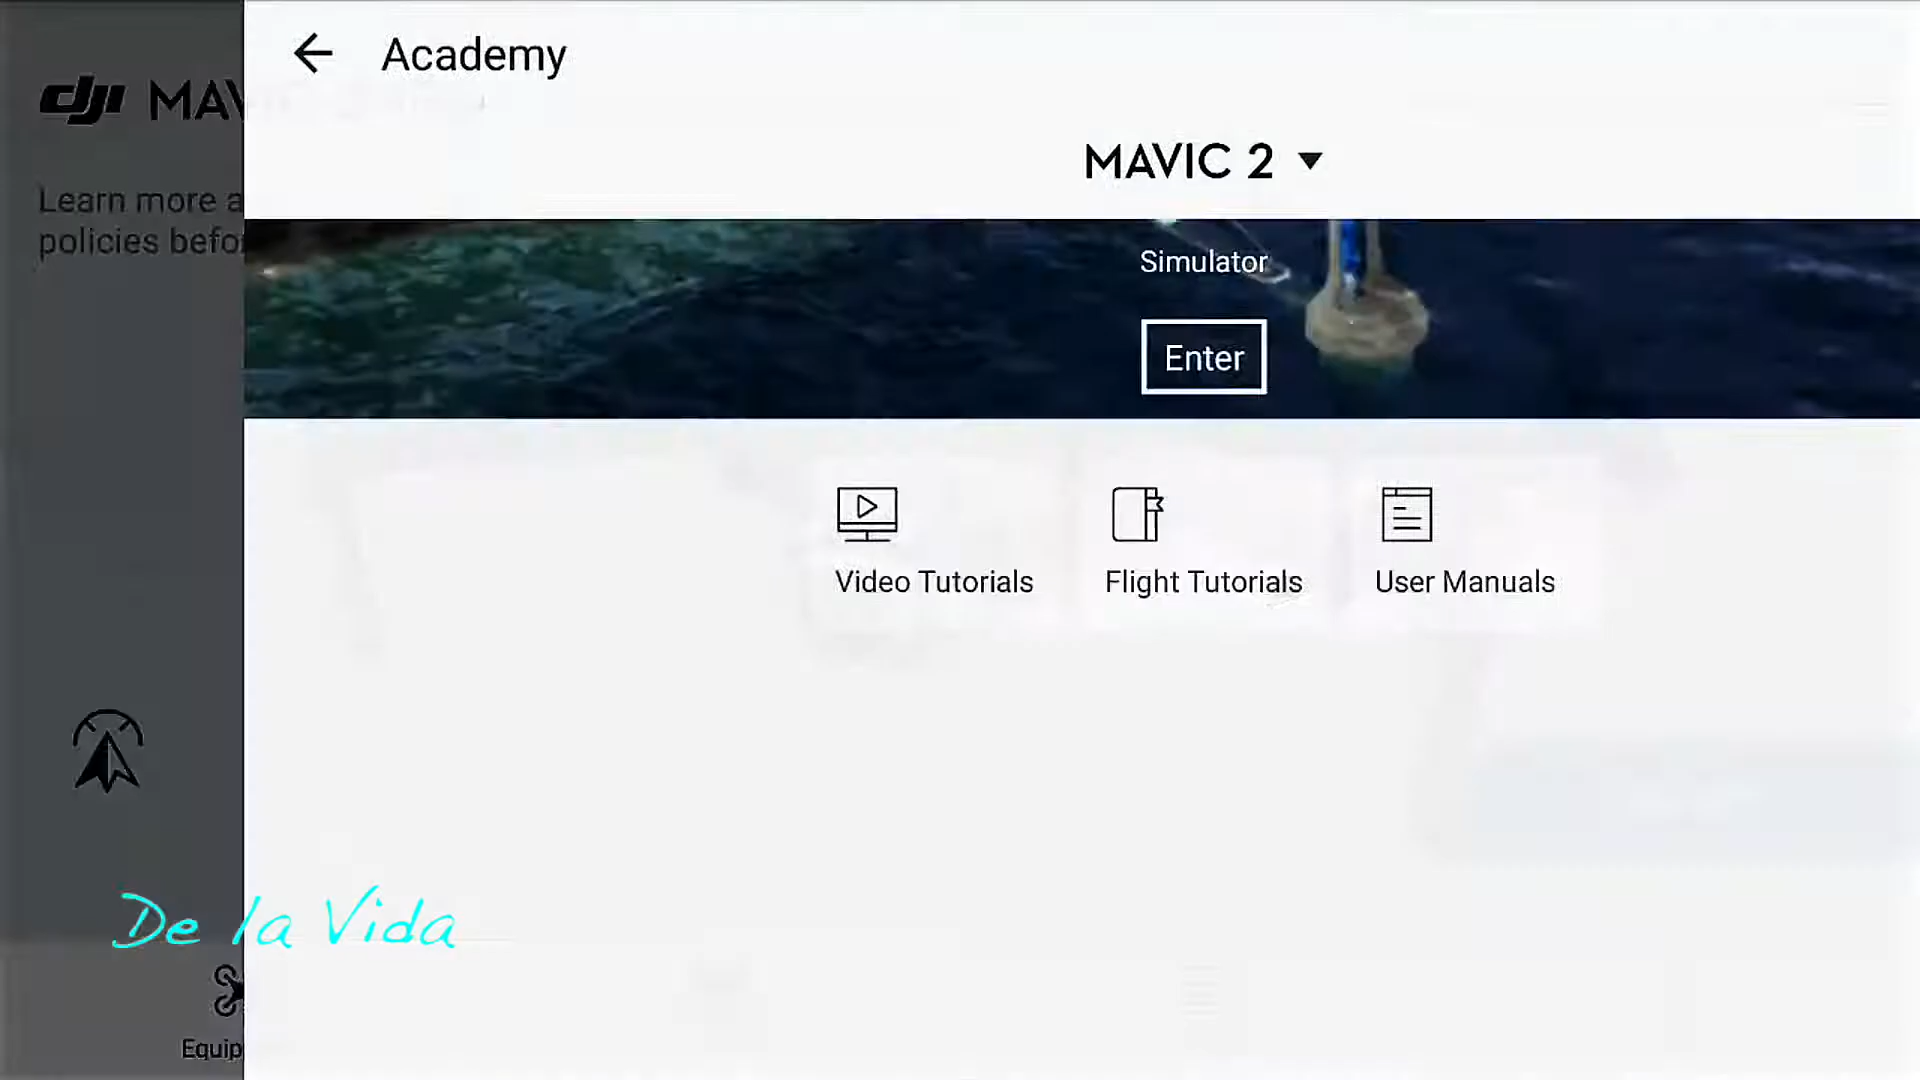 Academy
dji MAV
MAVIC 2
Learn more a
policies befo
Simulator
Enter
Video Tutorials
Flight Tutorials
User Manuals
De la Vida
Equip